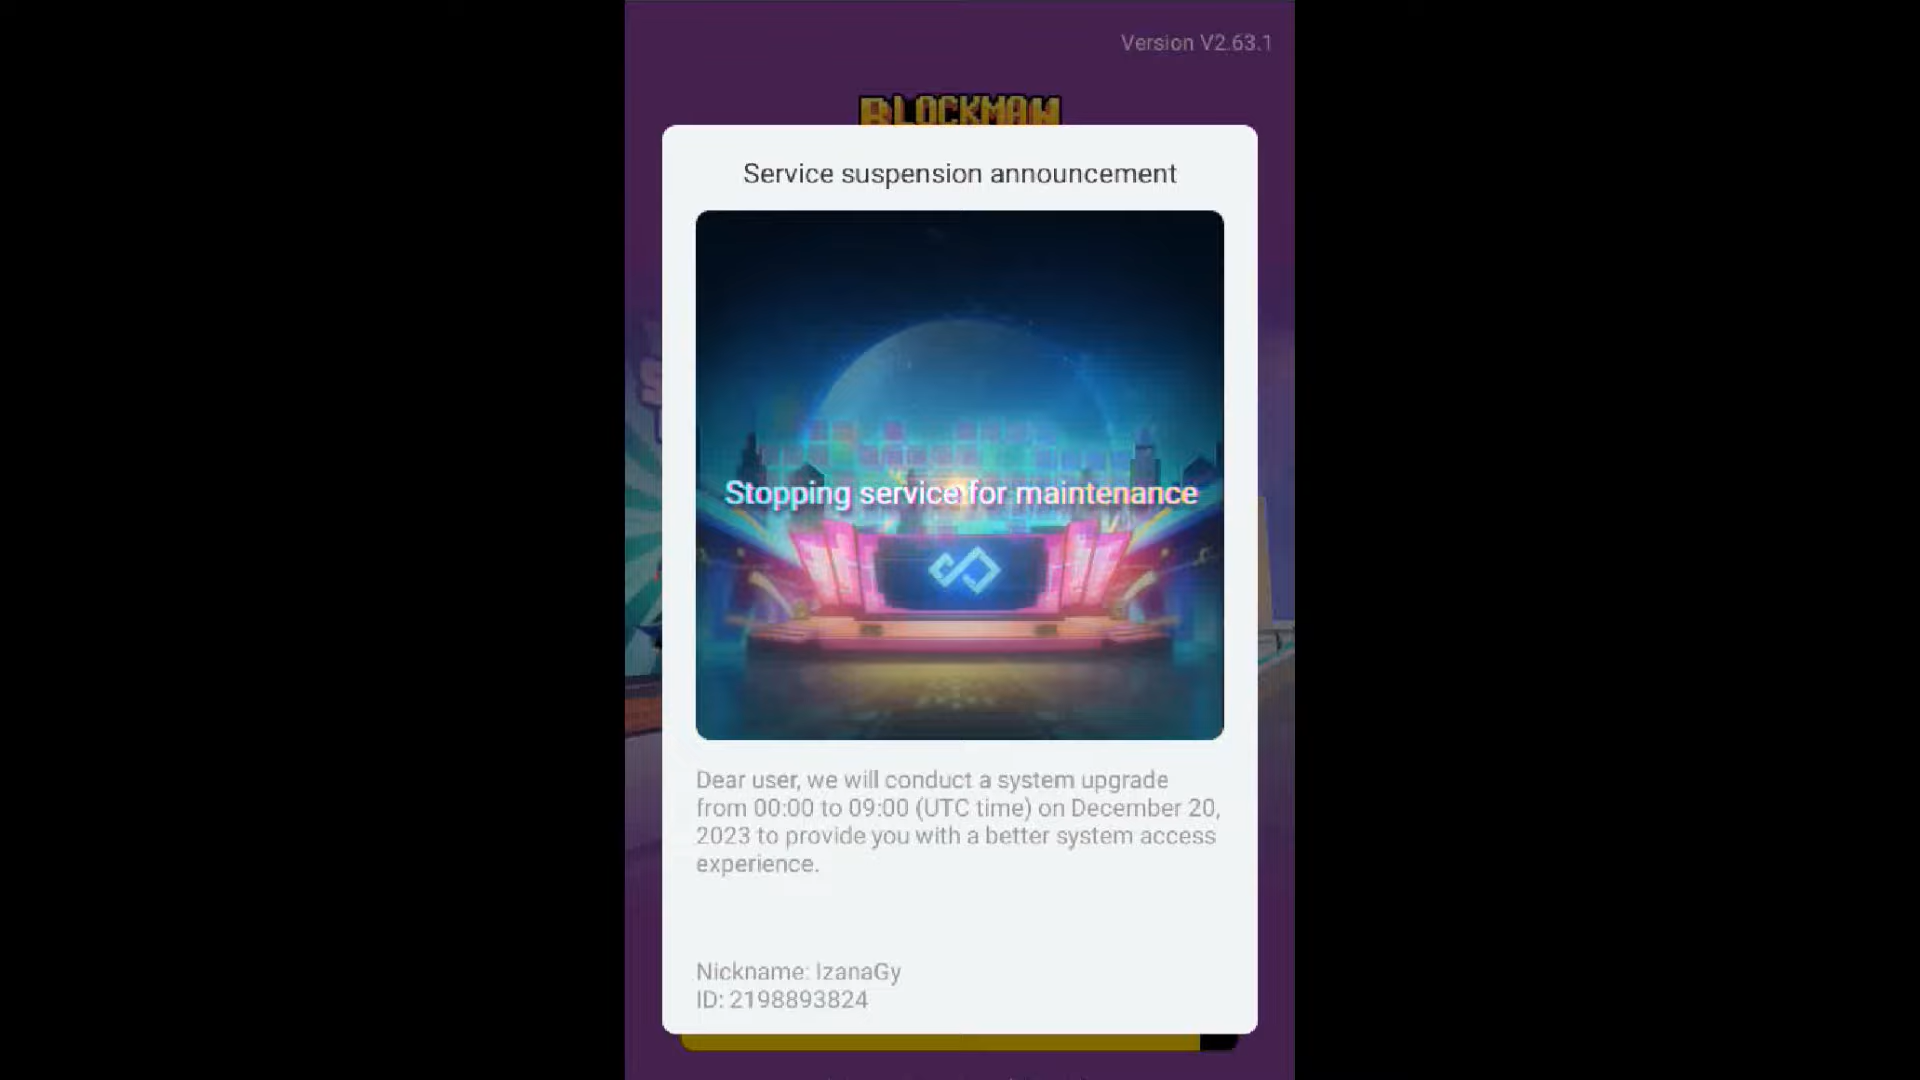 Version V2.63.1
BLOCKMAN
Service suspension announcement
Stopping service for maintenance
Dear user, we will conduct a system upgrade
from 00:00 to 09:00 (UTC time) on December 20,
2023 to provide you with a better system access
experience.
Nickname: IzanaGy
ID: 2198893824